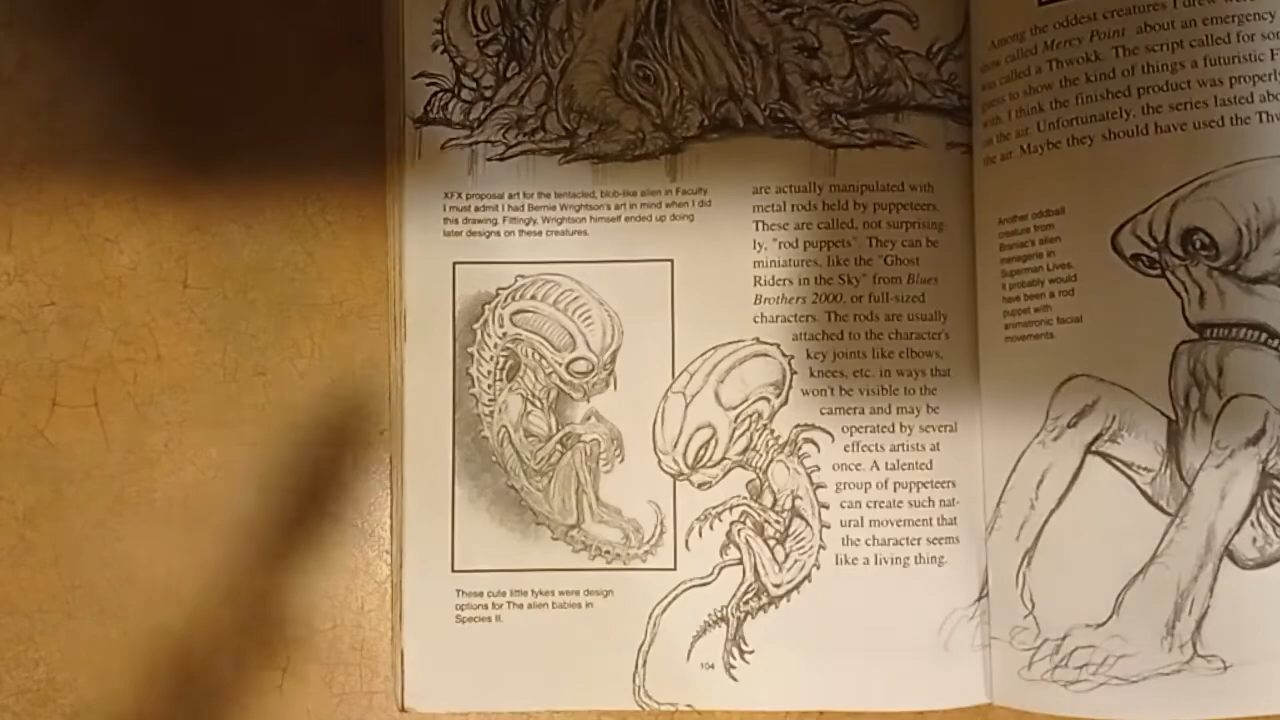 XFX proposal art for the tentacled, blob-like alien in Faculty.
I must admit I had Bernie Wrightson's art in mind when I did
this drawing. Fittingly, Wrightson himself ended up doing
later designs on these creatures.
These cute little tykes were design
options for The alien babies in
Species II.
are actually manipulated with
metal rods held by puppeteers.
These are called, not surprising
ly, "rod puppets". They can be
miniatures, like the "Ghost
Riders in the Sky" from Blues
Brothers 2000, or full-sized
characters. The rods are usually
attached to the character's
key joints like elbows,
knees, etc. in ways that
won't be visible to the
camera and may be
operated by several
effects artists at
once. A talented
group of puppeteers
can create such nat-
ural movement that
the character seems
like a living thing.
104
Among the oddest creatures I drew were
called Mercy Point about an emergency
was called a Thwokk. The script called for
to show the kind of things a futuristic
with. I think the finished product was properly
on the air. Unfortunately, the series lasted
the air. Maybe they should have used the
Another oddball
creature from
Braniac's alien
menagerie in
Superman Lives,
it probably would
have been a rod
puppet with
animatronic facial
movements.